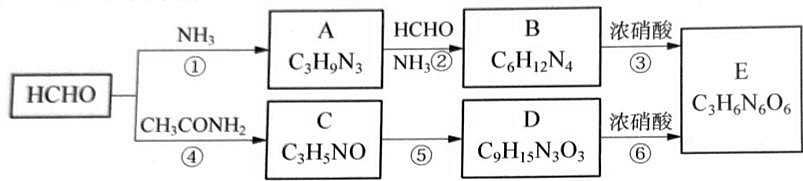 HCHO
NH₃
①
A
C₃H₉N₃
HCHO
NH₃②
B
C₆H₁₂N₄
浓硝酸
③
CH₃CONH₂
④
C
C₃H₅NO
⑤
D
C₉H₁₅N₃O₃
浓硝酸
⑥
E
C₃H₆N₆O₆